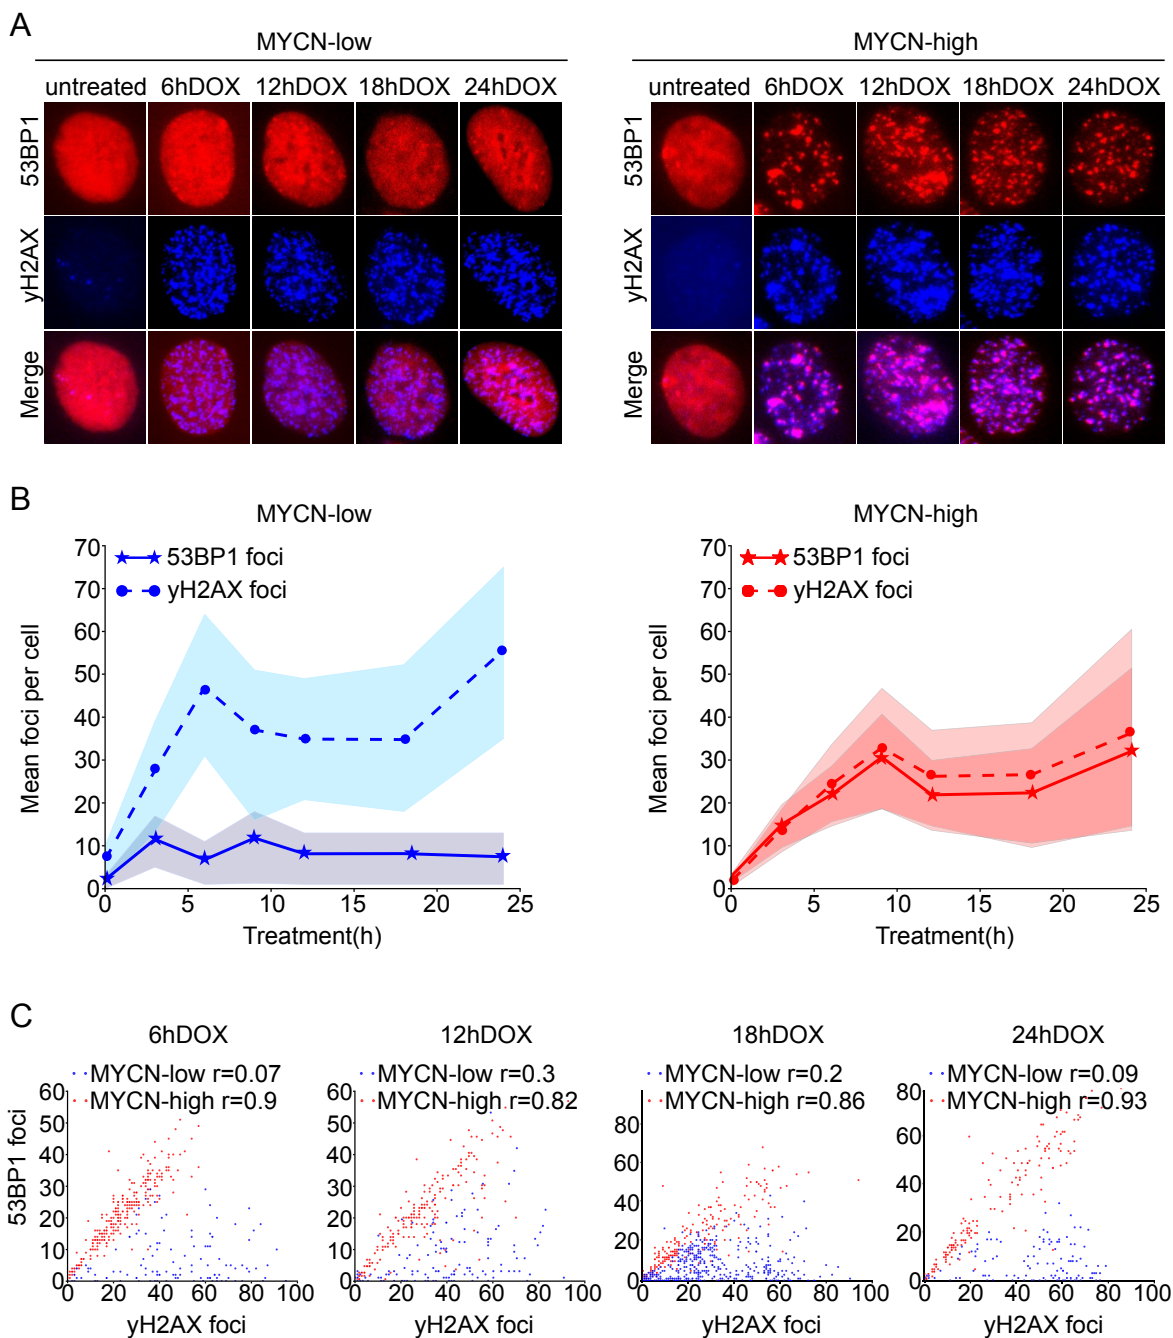 A
MYCN-low
MYCN-high
untreated 6hDOX 12hDOX 18hDOX 24hDOX
untreated 6hDOX 12hDOX 18hDOX 24hDOX
53BP1
yH2AX
Merge
53BP1
yH2AX
Merge
B
MYCN-low
53BP1 foci
yH2AX foci
Mean foci per cell
70
70
60
50
40
30
20
10
0
0 5 10 15 20 25
Treatment(h)
MYCN-high
53BP1 foci
yH2AX foci
Mean foci per cell
70
70
60
50
40
30
20
10
0
0 5 10 15 20 25
Treatment(h)
C
6hDOX
MYCN-low r=0.07
MYCN-high r=0.9
53BP1 foci
60
50
40
30
20
10
0
0 20 40 60 80 100
yH2AX foci
12hDOX
MYCN-low r=0.3
MYCN-high r=0.82
60
50
40
30
20
10
0
0 20 40 60 80 100
yH2AX foci
18hDOX
MYCN-low r=0.2
MYCN-high r=0.86
80
60
40
20
0
0 20 40 60 80 100
yH2AX foci
24hDOX
MYCN-low r=0.09
MYCN-high r=0.93
80
60
40
20
0
0 20 40 60 80 100
yH2AX foci